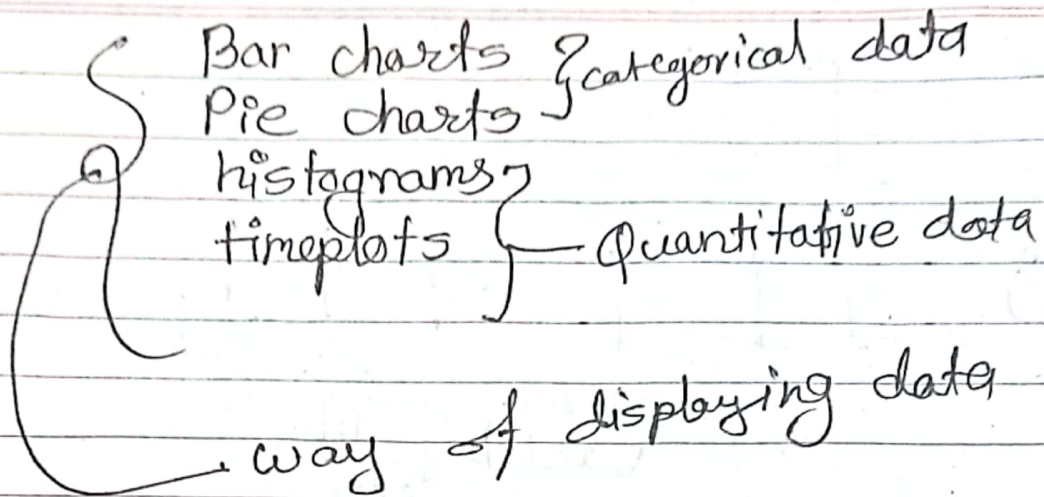 Bar charts } categorical data
Pie charts
histograms
timeplots } Quantitative data
way of displaying data